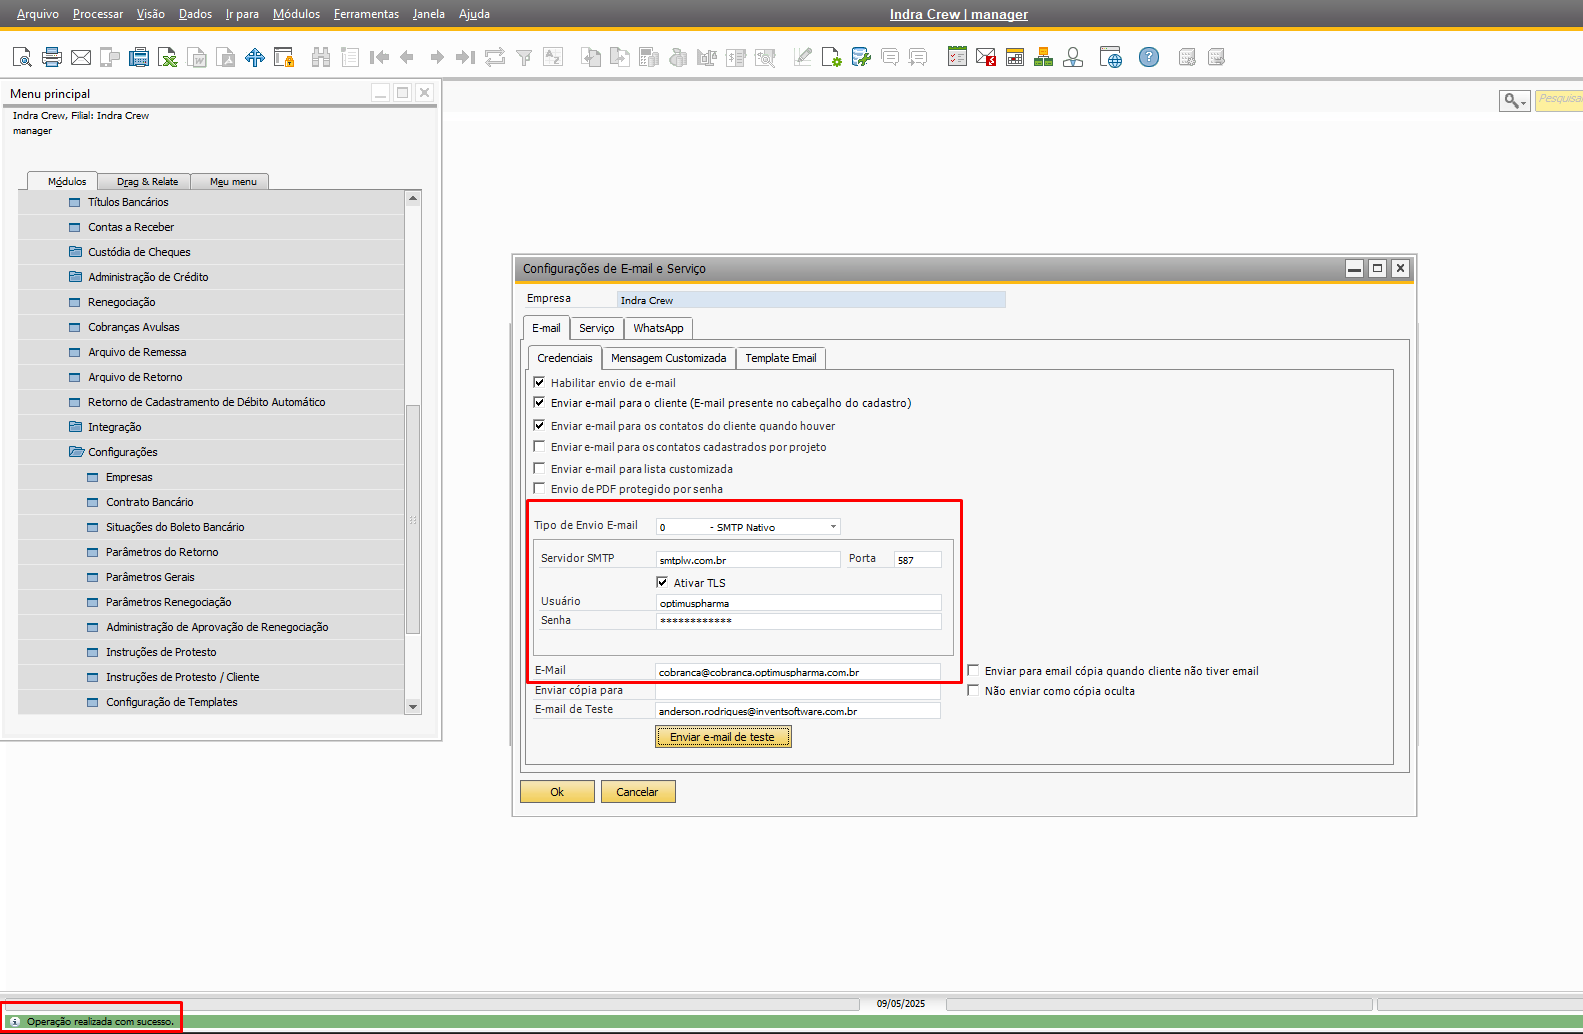 Arquivo Processar Visão Dados Ir para Módulos Ferramentas Janela Ajuda
Indra Crew | manager
Menu principal
Indra Crew, Filial: Indra Crew
manager
Pesquisar
Módulos Drag & Relate Meu menu
Títulos Bancários
Contas a Receber
Custódia de Cheques
Administração de Crédito
Renegociação
Cobranças Avulsas
Arquivo de Remessa
Arquivo de Retorno
Retorno de Cadastramento de Débito Automático
Integração
Configurações
Empresas
Contrato Bancário
Situações do Boleto Bancário
Parâmetros do Retorno
Parâmetros Gerais
Parâmetros Renegociação
Administração de Aprovação de Renegociação
Instruções de Protesto
Instruções de Protesto / Cliente
Configuração de Templates
Configurações de E-mail e Serviço
Empresa Indra Crew
E-mail Serviço WhatsApp
Credenciais Mensagem Customizada Template Email
Habilitar envio de e-mail
Enviar e-mail para o cliente (E-mail presente no cabeçalho do cadastro)
Enviar e-mail para os contatos do cliente quando houver
Enviar e-mail para os contatos cadastrados por projeto
Enviar e-mail para lista customizada
Envio de PDF protegido por senha
Tipo de Envio E-mail 0 - SMTP Nativo
Servidor SMTP smtplw.com.br Porta 587
Ativar TLS
Usuário optimuspharma
Senha ************
E-Mail cobranca@cobranca.optimuspharma.com.br Enviar para email cópia quando cliente não tiver email
Enviar cópia para Não enviar como cópia oculta
E-mail de Teste anderson.rodrigues@inventsoftware.com.br
Enviar e-mail de teste
Ok Cancelar
09/05/2025
Operação realizada com sucesso.